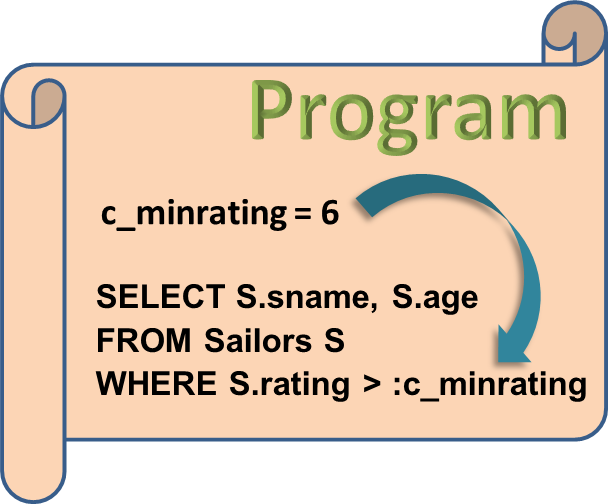 Program
c_minrating = 6
SELECT S.sname, S.age
FROM Sailors S
WHERE S.rating > :c_minrating